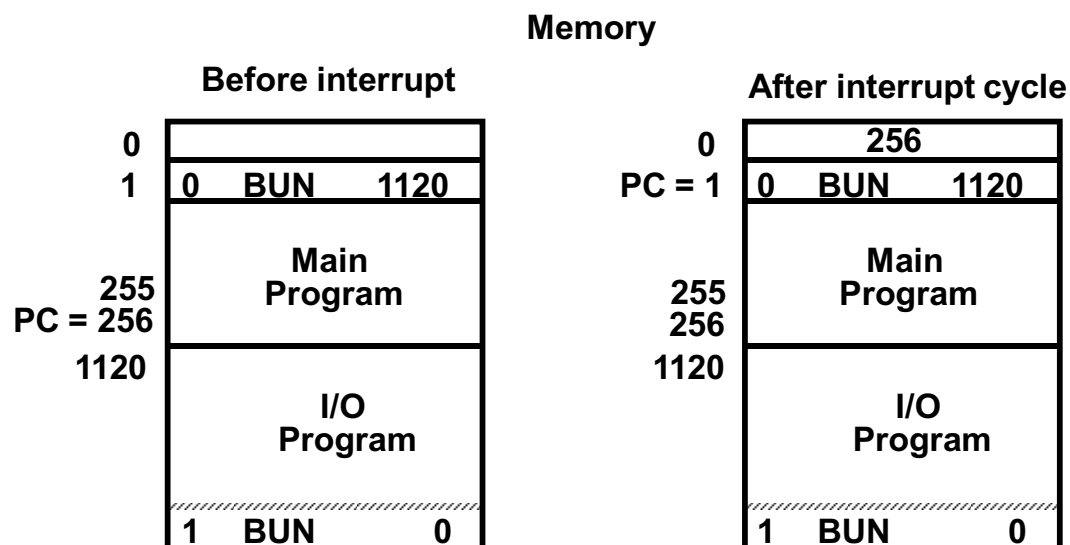 Memory
Before interrupt
0
1 0 BUN 1120
Main
Program
255
PC = 256
1120
I/O
Program
1 BUN 0
After interrupt cycle
0 256
PC = 1 0 BUN 1120
Main
Program
255
256
1120
I/O
Program
1 BUN 0